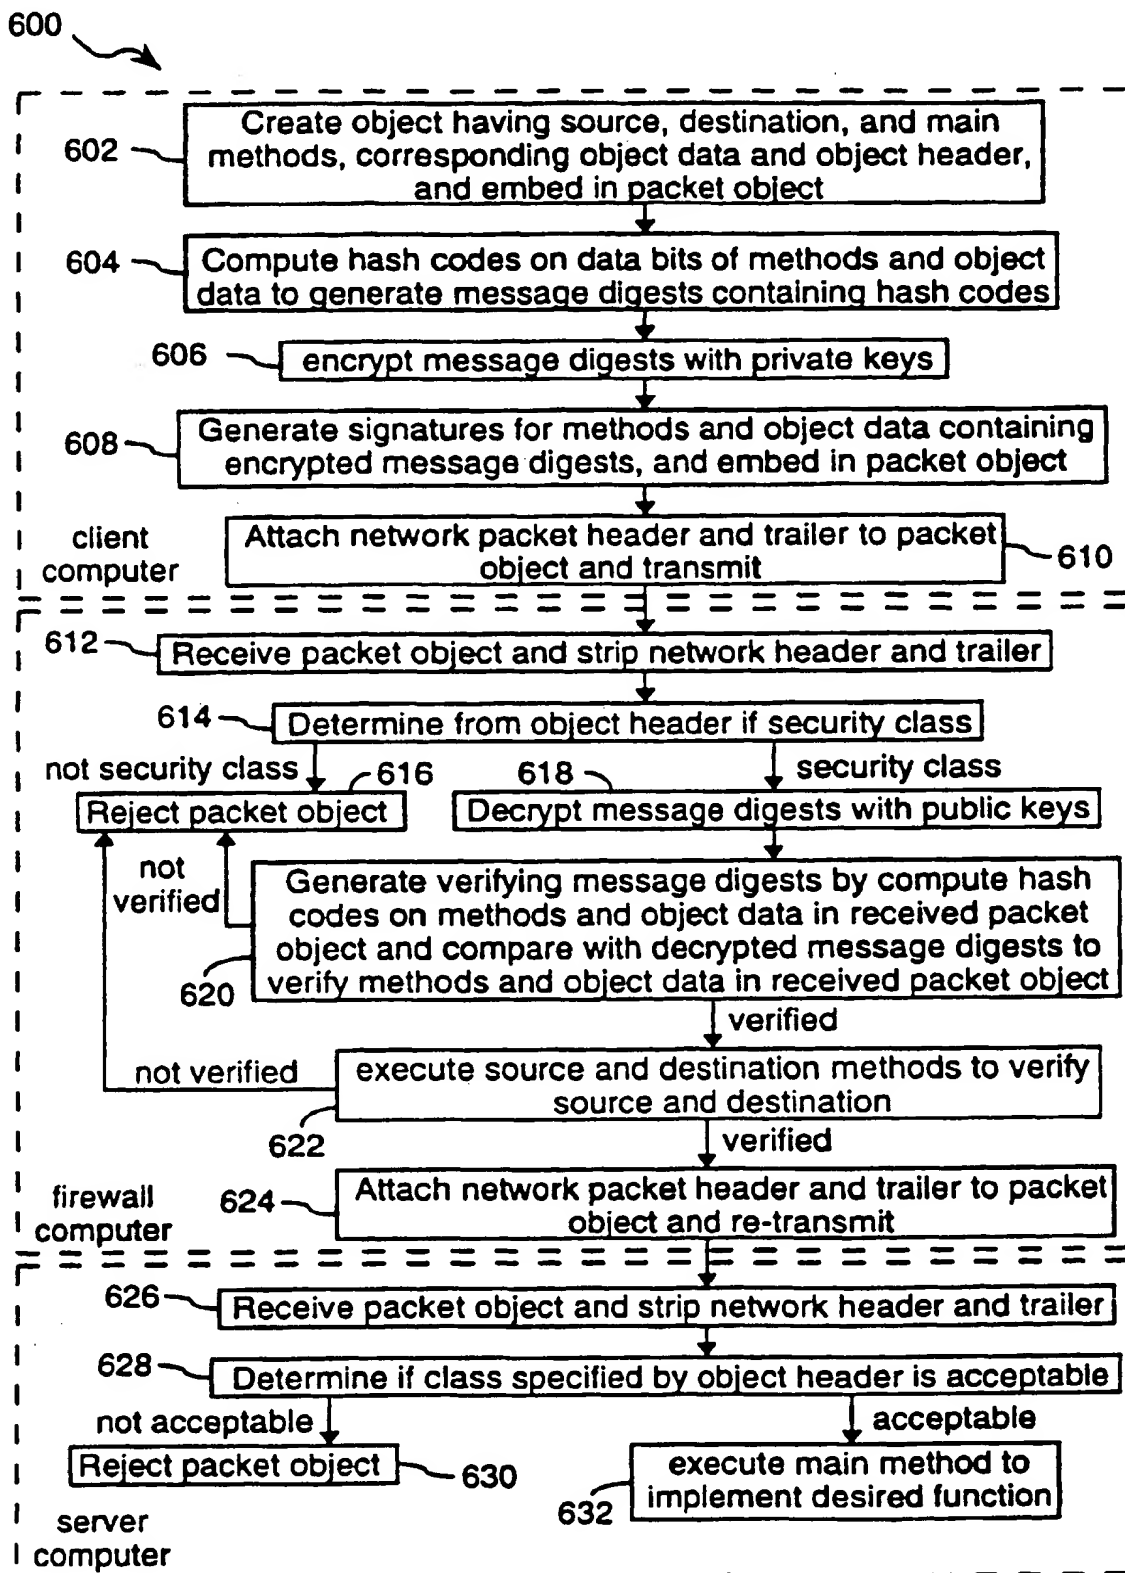 600
602
Create object having source, destination, and main
methods, corresponding object data and object header,
and embed in packet object
604
Compute hash codes on data bits of methods and object
data to generate message digests containing hash codes
606
encrypt message digests with private keys
608
Generate signatures for methods and object data containing
encrypted message digests, and embed in packet object
client
computer
Attach network packet header and trailer to packet
object and transmit
610
612
Receive packet object and strip network header and trailer
614
Determine from object header if security class
not security class
616
618
security class
Reject packet object
Decrypt message digests with public keys
not
verified
Generate verifying message digests by compute hash
codes on methods and object data in received packet
object and compare with decrypted message digests to
verify methods and object data in received packet object
620
verified
not verified
execute source and destination methods to verify
source and destination
622
verified
firewall
computer
624
Attach network packet header and trailer to packet
object and re-transmit
626
Receive packet object and strip network header and trailer
628
Determine if class specified by object header is acceptable
not acceptable
acceptable
Reject packet object
630
execute main method to
implement desired function
632
server
computer